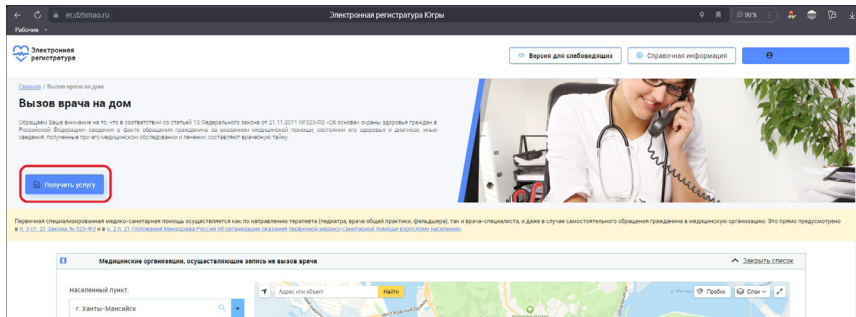 er.dzhmao.ru
Электронная регистратура Югры
90 %
Рабочие
Электронная
регистратура
Версия для слабовидящих
Справочная информация
Главная / Вызов врача на дом
Вызов врача на дом
Обращаем Ваше внимание на то, что в соответствии со статьей 13 Федерального закона от 21.11.2011 №323-ФЗ «Об основах охраны здоровья граждан в
Российской Федерации» сведения о факте обращения гражданина за оказанием медицинской помощи, состоянии его здоровья и диагнозе, иные
сведения, полученные при его медицинском обследовании и лечении, составляют врачебную тайну.
Получить услугу
Первичная специализированная медико-санитарная помощь осуществляется как по направлению терапевта (педиатра, врача общей практики, фельдшера), так и врача-специалиста, и даже в случае самостоятельного обращения гражданина в медицинскую организацию. Это прямо предусмотрено
в п. 3 ст. 21 Закона № 323-ФЗ и в ч. 2 п. 21 Положения Минздрава России об организации оказания первичной медико-санитарной помощи взрослому населению.
Медицинские организации, осуществляющие запись на вызов врача
Закрыть список
Населённый пункт:
г. Ханты-Мансийск
Адрес или объект
Найти
Пробки
Слои